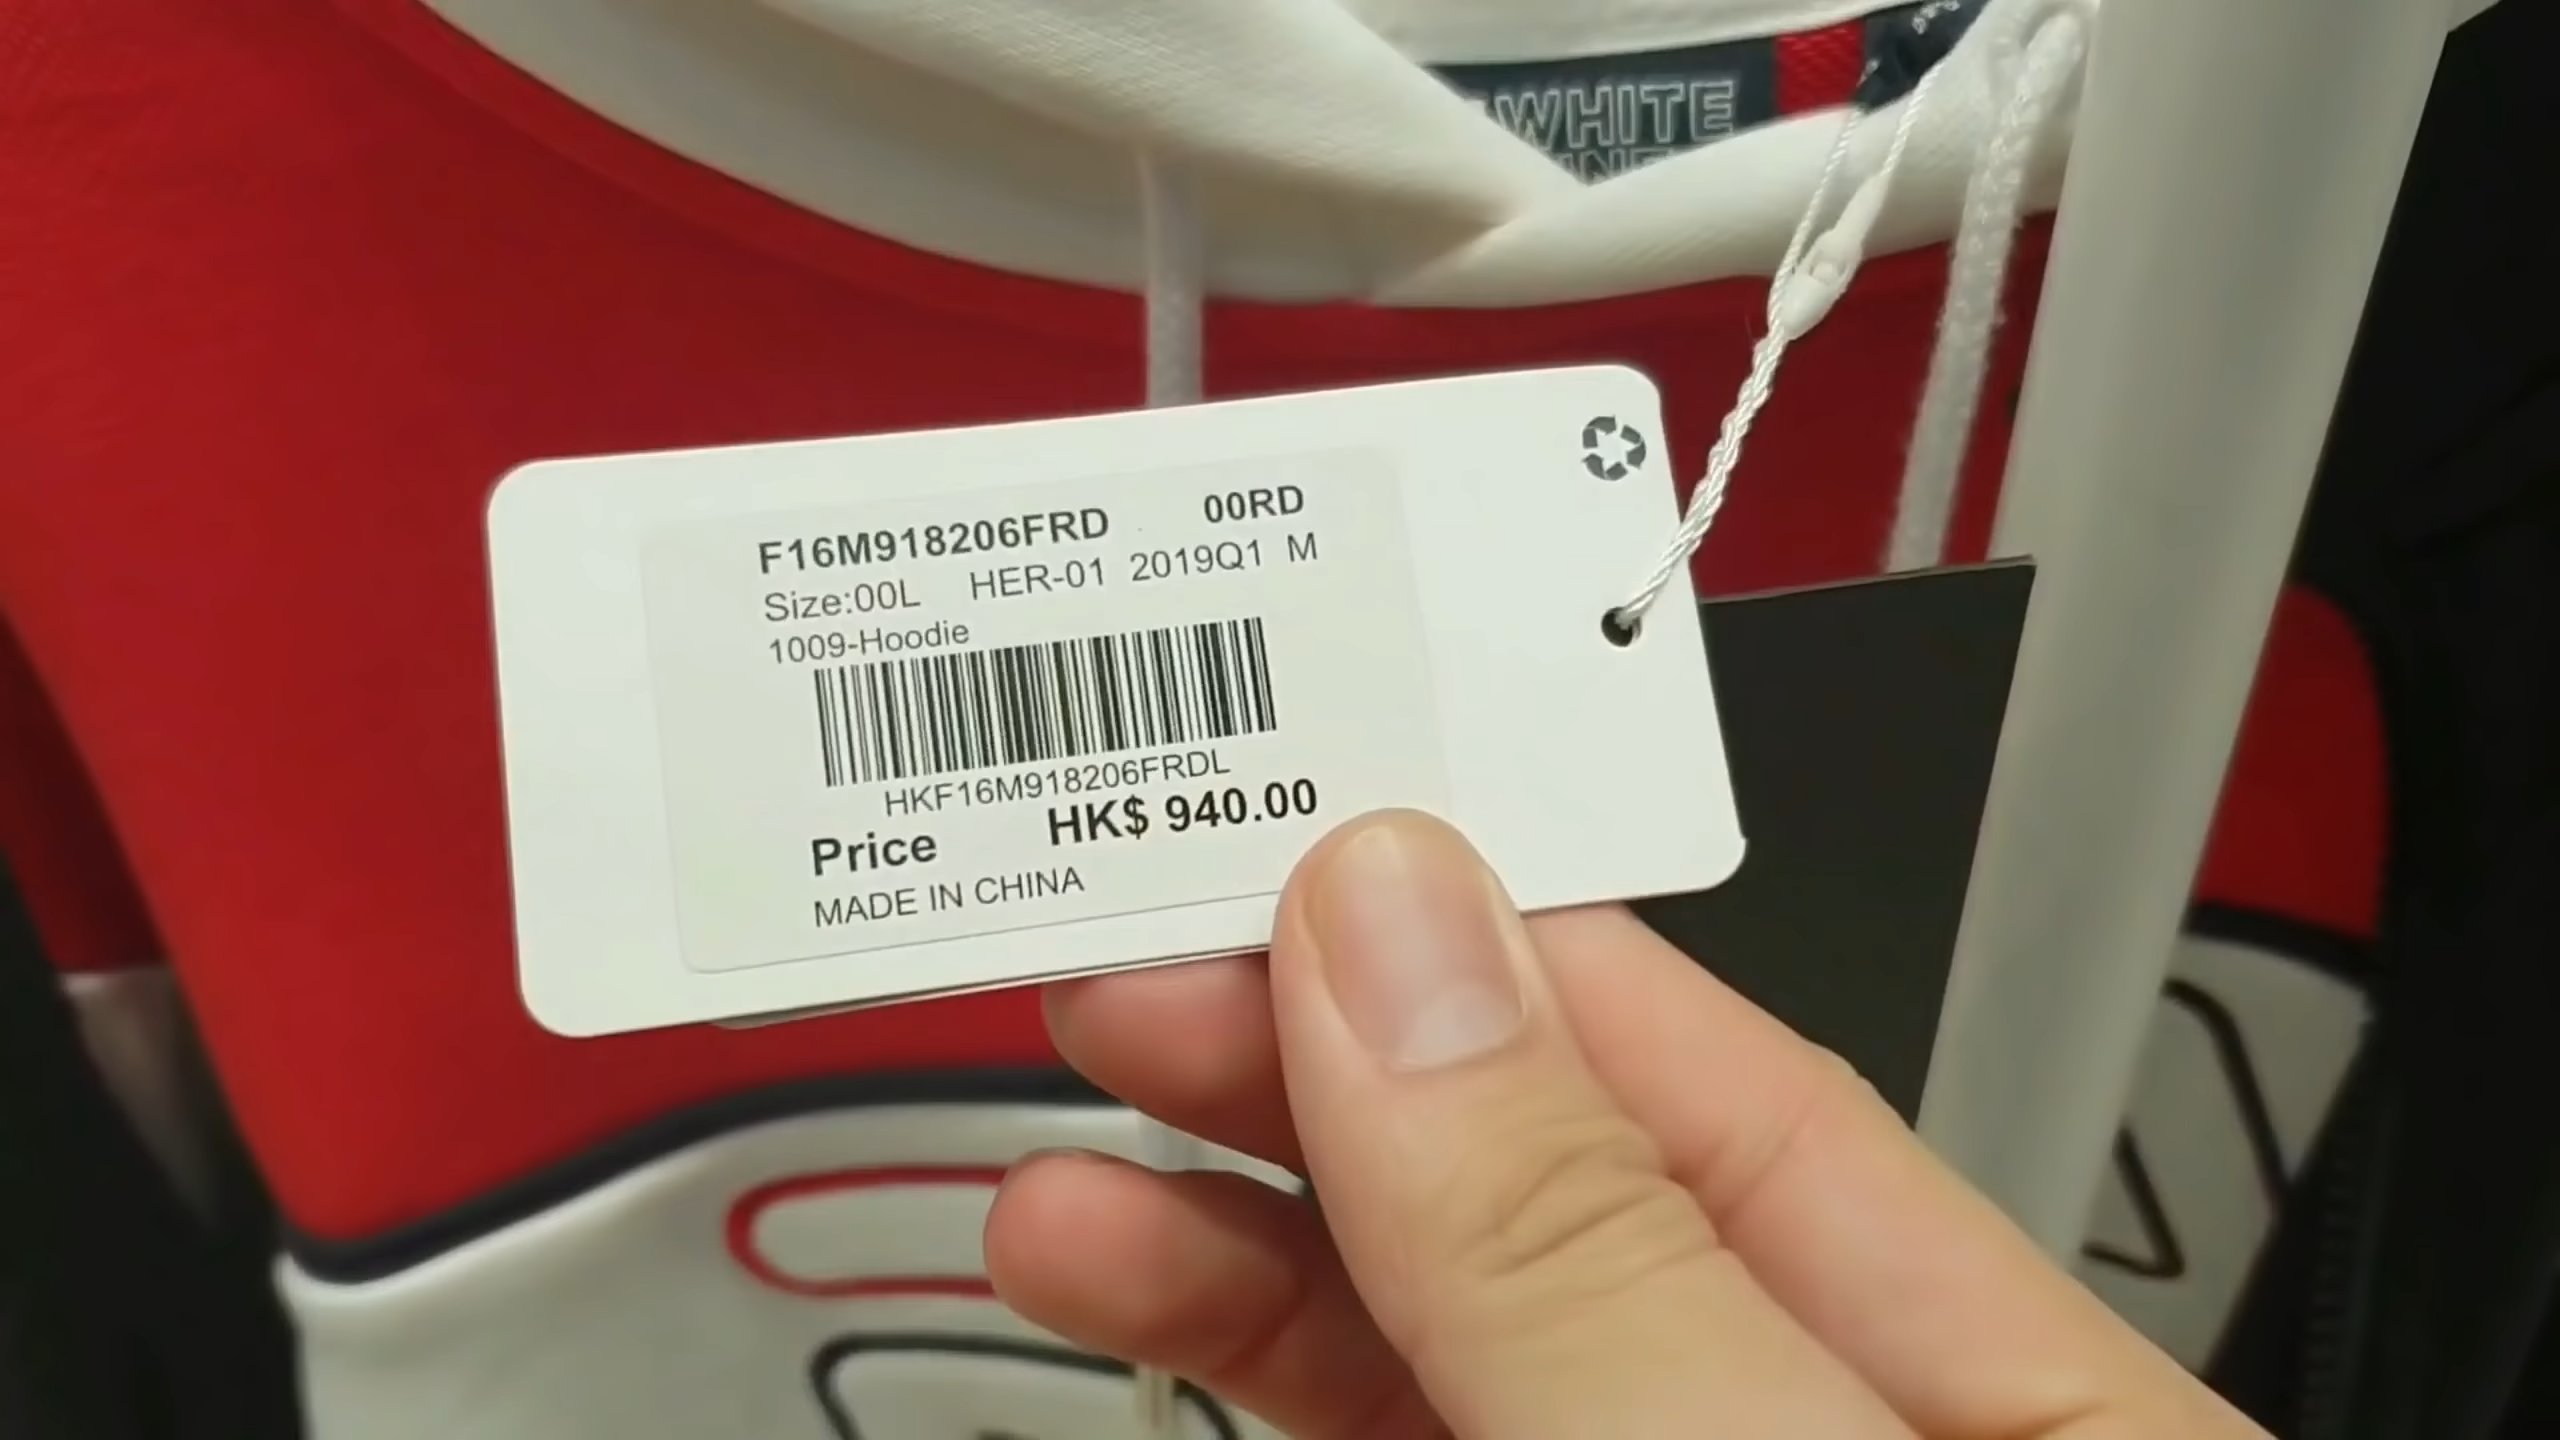 WHITE
F16M918206FRD 00RD
Size:00L HER-01 2019Q1 M
1009-Hoodie
HKF16M918206FRDL
Price HK$ 940.00
MADE IN CHINA